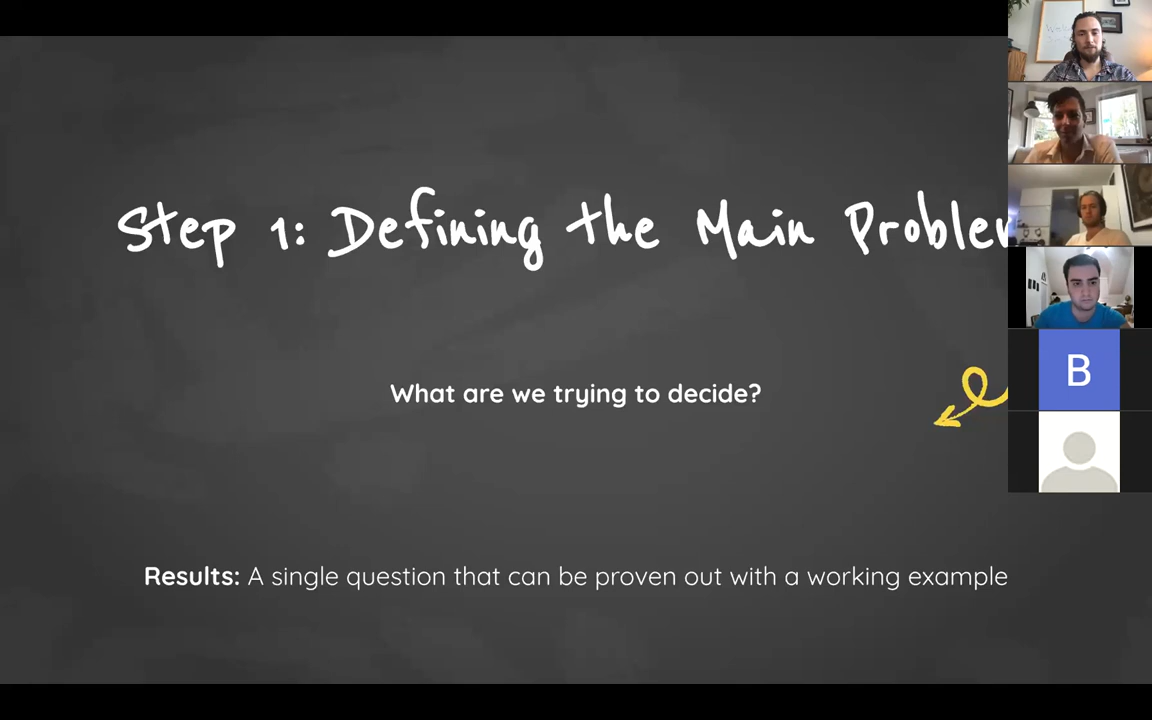 Step 1: Defining the Main Problem
What are we trying to decide?
Results: A single question that can be proven out with a working example
B